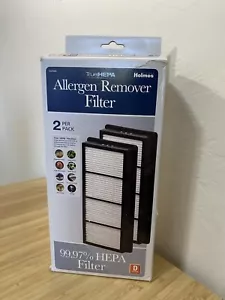 TrueHEPA
Holmes
Allergen Remover
Filter
2 PER
PACK
99.97% HEPA
Filter
D